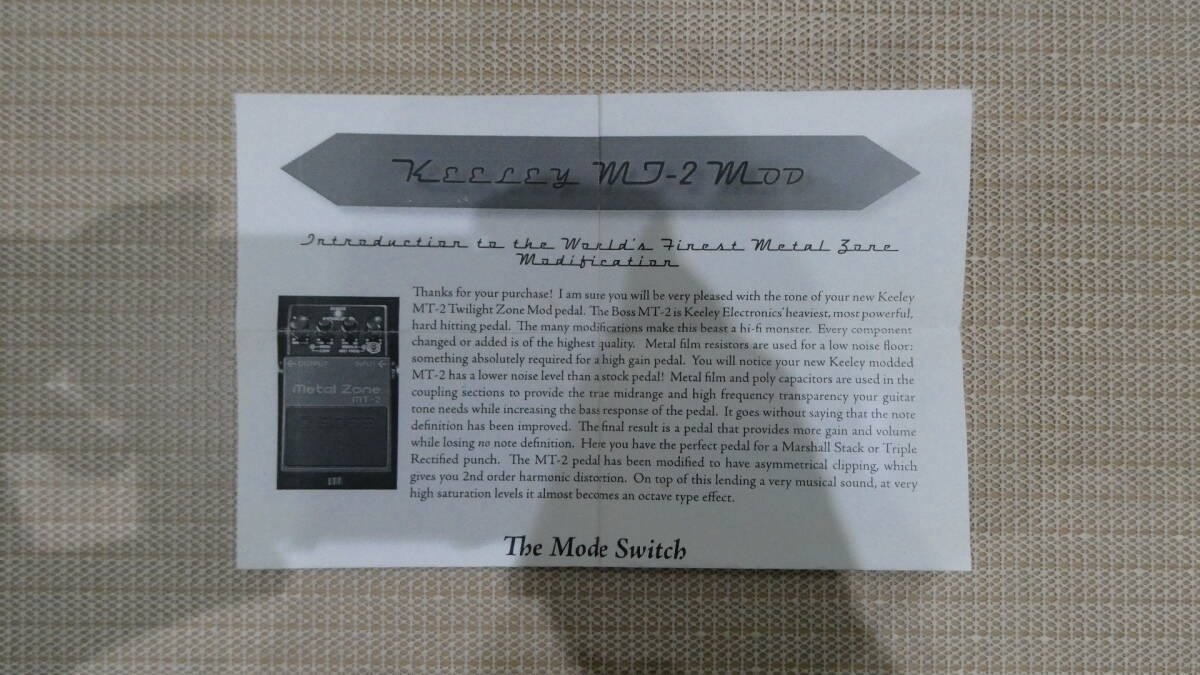 KEELEY MT-2 MOD
Introduction to the World's Finest Metal Zone
Modification
Thanks for your purchase! I am sure you will be very pleased with the tone of your new Keeley
MT-2 Twilight Zone Mod pedal. The Boss MT-2 is Keeley Electronics' heaviest, most powerful,
hard hitting pedal. The many modifications make this beast a hi-fi monster. Every component
changed or added is of the highest quality. Metal film resistors are used for a low noise floor:
something absolutely required for a high gain pedal. You will notice your new Keeley modded
MT-2 has a lower noise level than a stock pedal! Metal film and poly capacitors are used in the
coupling sections to provide the true midrange and high frequency transparency your guitar
tone needs while increasing the bass response of the pedal. It goes without saying that the note
definition has been improved. The final result is a pedal that provides more gain and volume
while losing no note definition. Here you have the perfect pedal for a Marshall Stack or Triple
Rectified punch. The MT-2 pedal has been modified to have asymmetrical clipping, which
gives you 2nd order harmonic distortion. On top of this lending a very musical sound, at very
high saturation levels it almost becomes an octave type effect.
OUTPUT INPUT
Metal Zone
MT-2
The Mode Switch